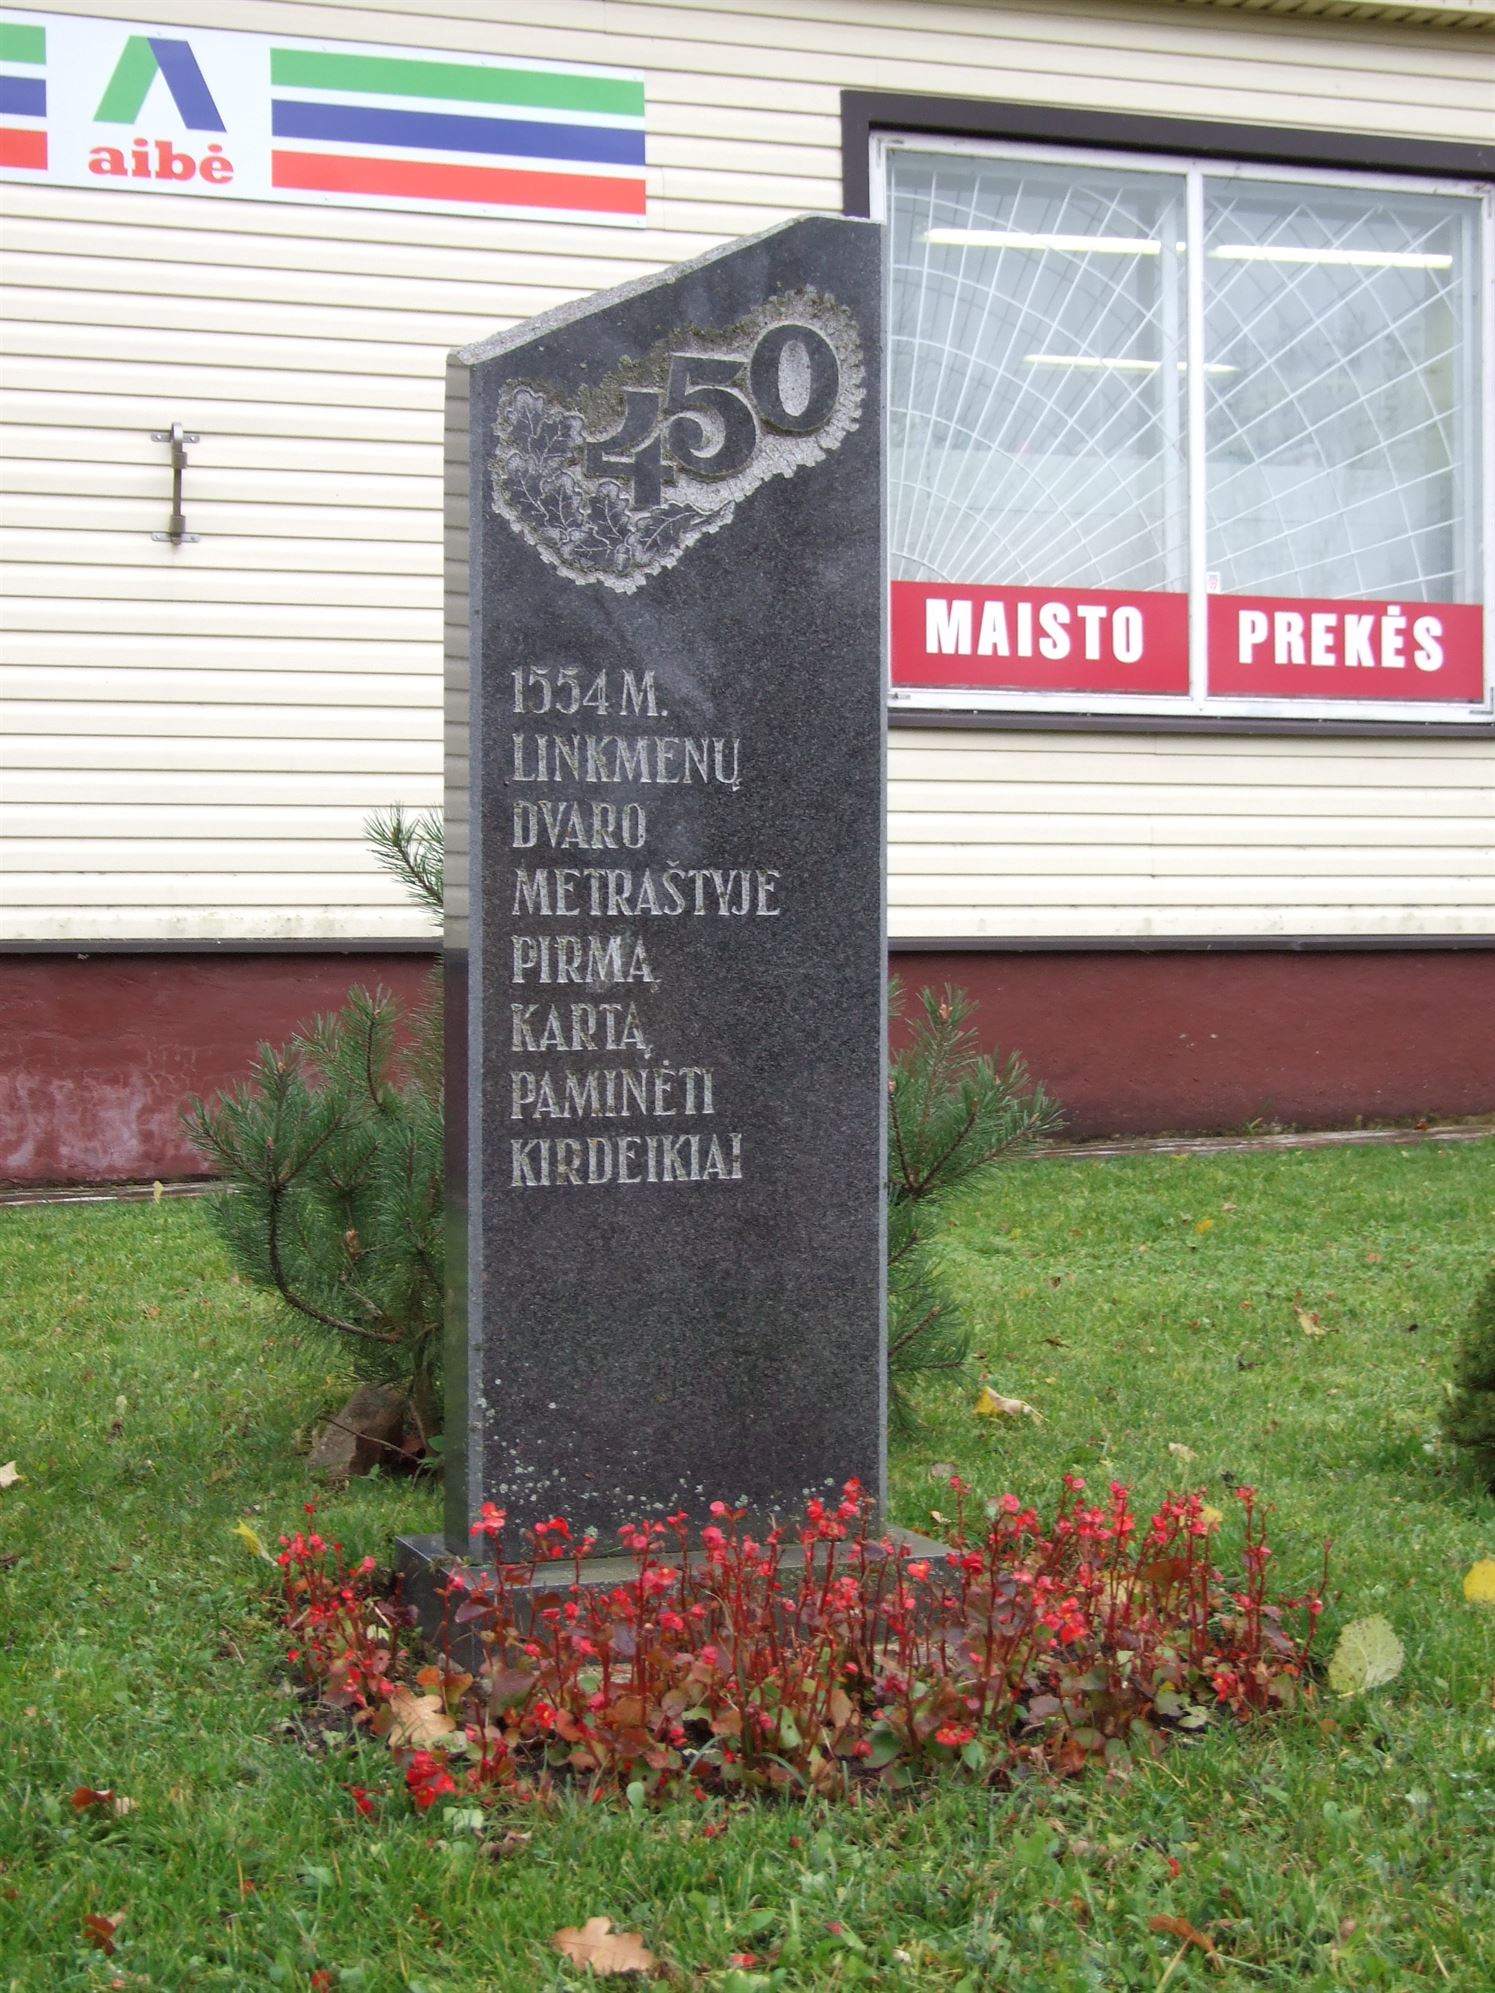 aibė
450
1554 M.
LINKMENŲ
DVARO
METRAŠTYJE
PIRMĄ
KARTĄ
PAMINĖTI
KIRDEIKIAI
MAISTO PREKĖS